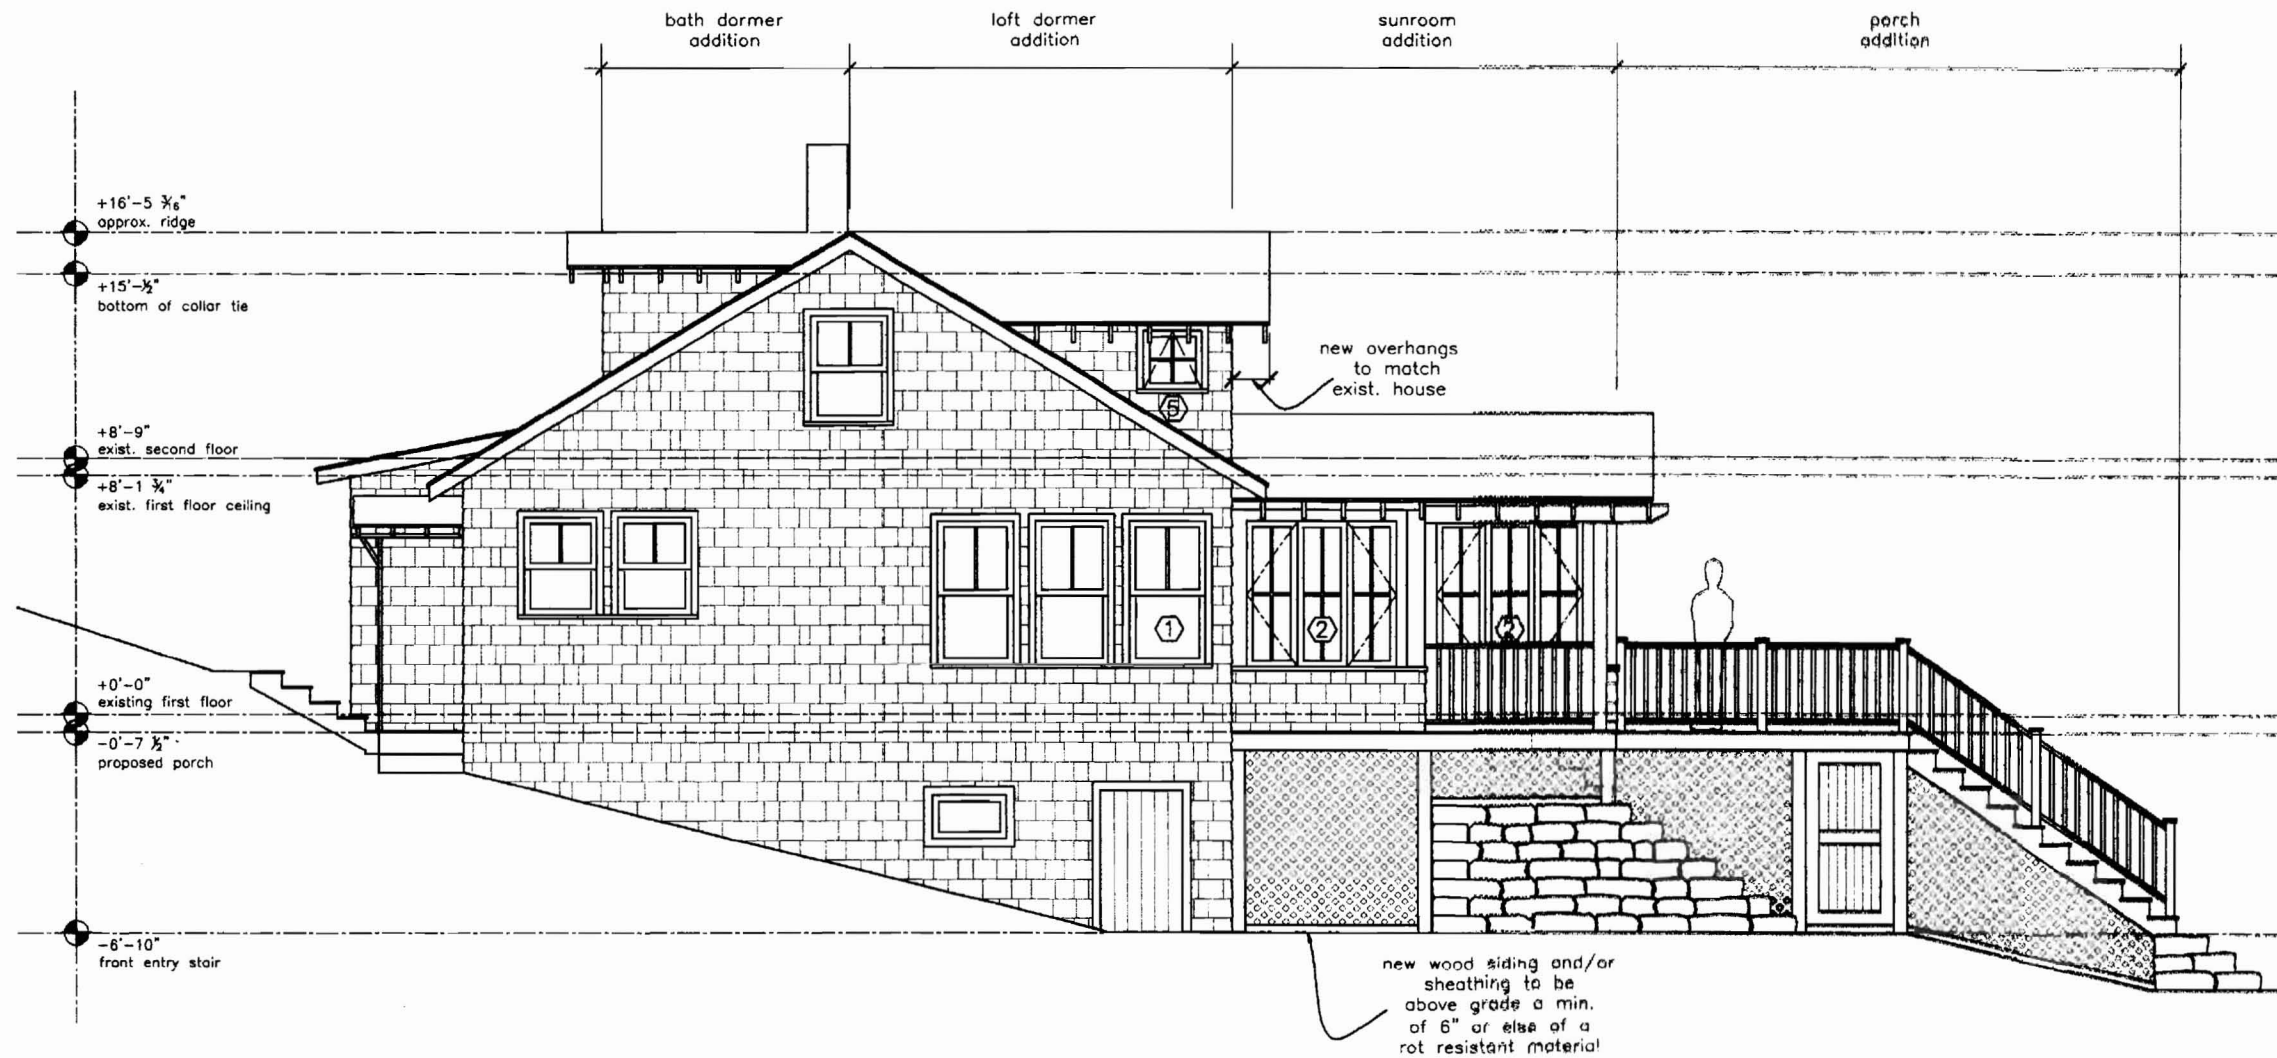 bath dormer
addition
loft dormer
addition
sunroom
addition
porch
addition
+16'-5 3/16"
approx. ridge
+15'-1/2"
bottom of collar tie
new overhangs
to match
exist. house
5
+8'-9"
exist. second floor
+8'-1 3/4"
exist. first floor ceiling
1
2
2
+0'-0"
existing first floor
-0'-7 1/2"
proposed porch
-6'-10"
front entry stair
new wood siding and/or
sheathing to be
above grade a min.
of 6" or else of a
rot resistant material